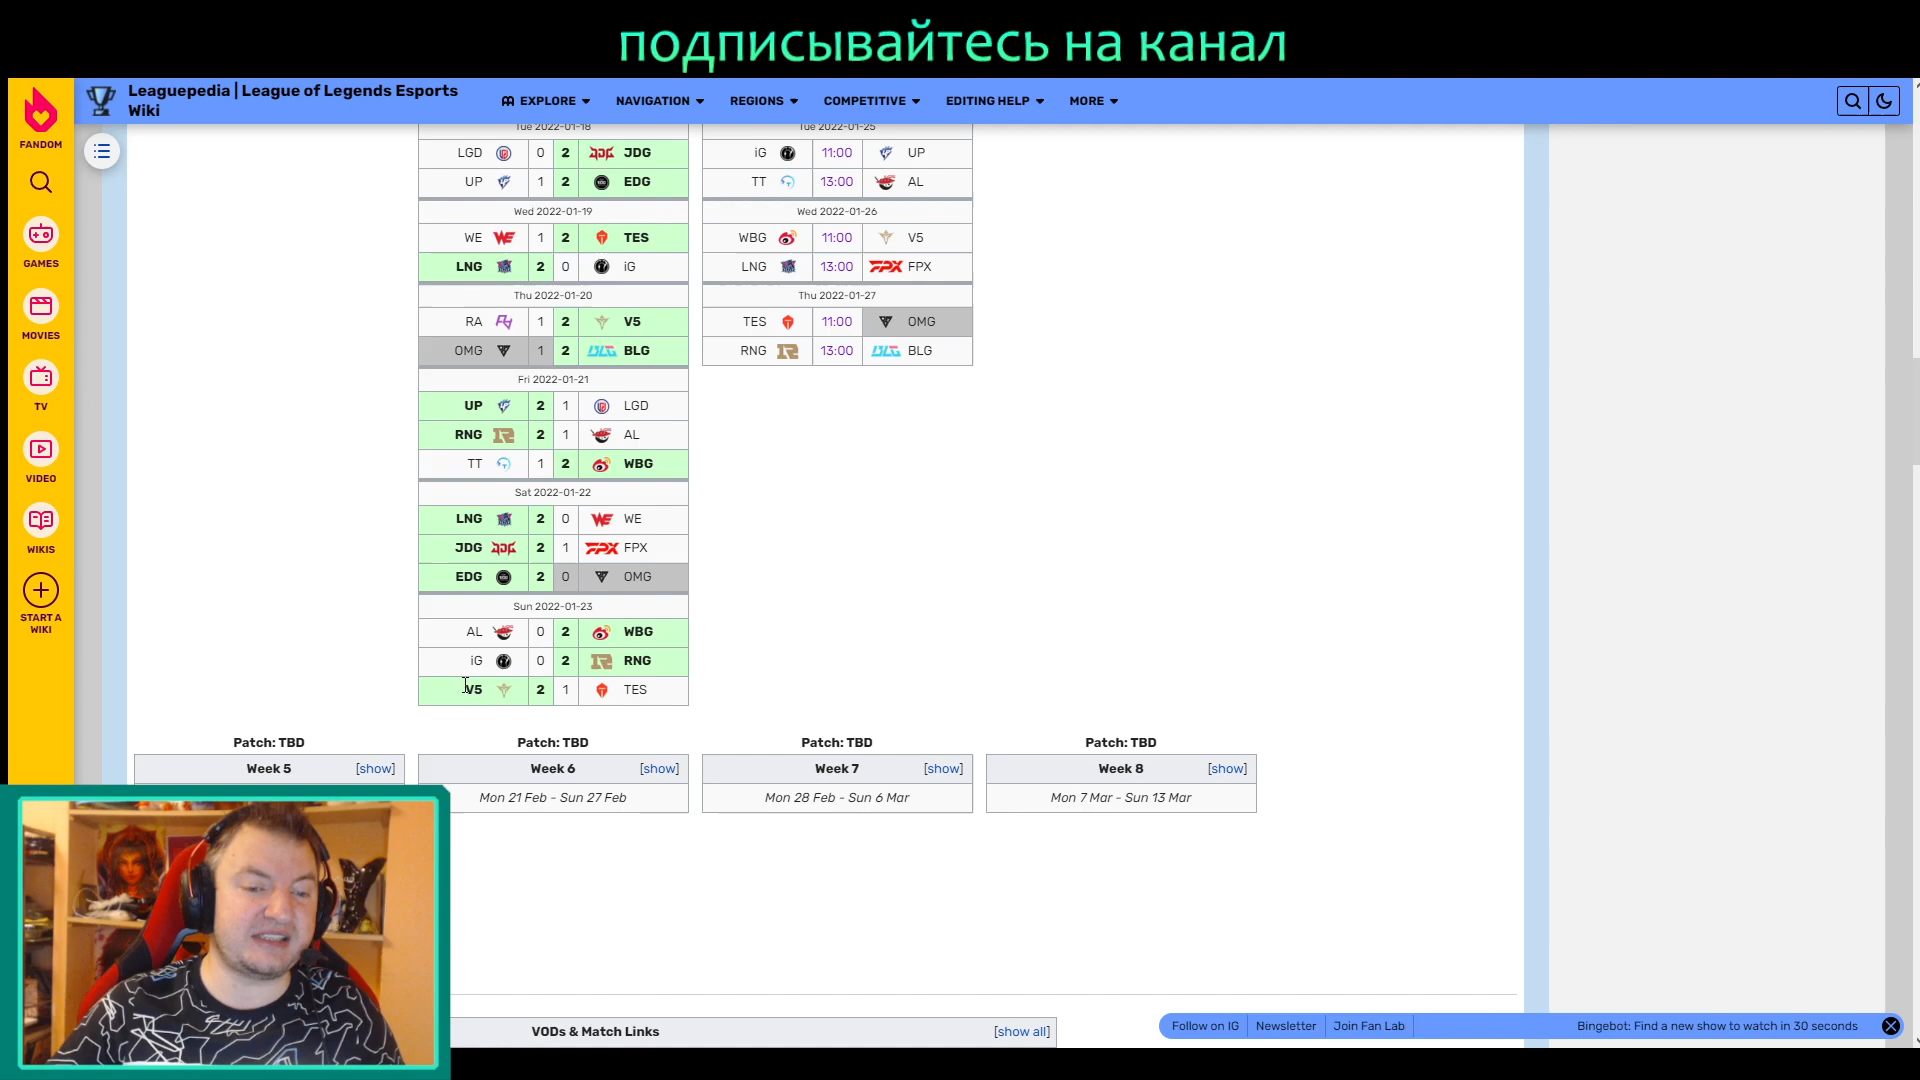 подписывайтесь на канал
Leaguepedia | League of Legends Esports
Wiki
EXPLORE
NAVIGATION
REGIONS
COMPETITIVE
EDITING HELP
MORE
FANDOM
GAMES
MOVIES
TV
VIDEO
WIKIS
START A
WIKI
Tue 2022-01-18
LGD 0 2 JDG
UP 1 2 EDG
Wed 2022-01-19
WE 1 2 TES
LNG 2 0 iG
Thu 2022-01-20
RA 1 2 V5
OMG 1 2 BLG
Fri 2022-01-21
UP 2 1 LGD
RNG 2 1 AL
TT 1 2 WBG
Sat 2022-01-22
LNG 2 0 WE
JDG 2 1 FPX
EDG 2 0 OMG
Sun 2022-01-23
AL 0 2 WBG
iG 0 2 RNG
V5 2 1 TES
Tue 2022-01-25
iG 11:00 UP
TT 13:00 AL
Wed 2022-01-26
WBG 11:00 V5
LNG 13:00 FPX
Thu 2022-01-27
TES 11:00 OMG
RNG 13:00 BLG
Patch: TBD
Week 5 [show]
Patch: TBD
Week 6 [show]
Mon 21 Feb - Sun 27 Feb
Patch: TBD
Week 7 [show]
Mon 28 Feb - Sun 6 Mar
Patch: TBD
Week 8 [show]
Mon 7 Mar - Sun 13 Mar
VODs & Match Links [show all]
Follow on IG
Newsletter
Join Fan Lab
Bingebot: Find a new show to watch in 30 seconds